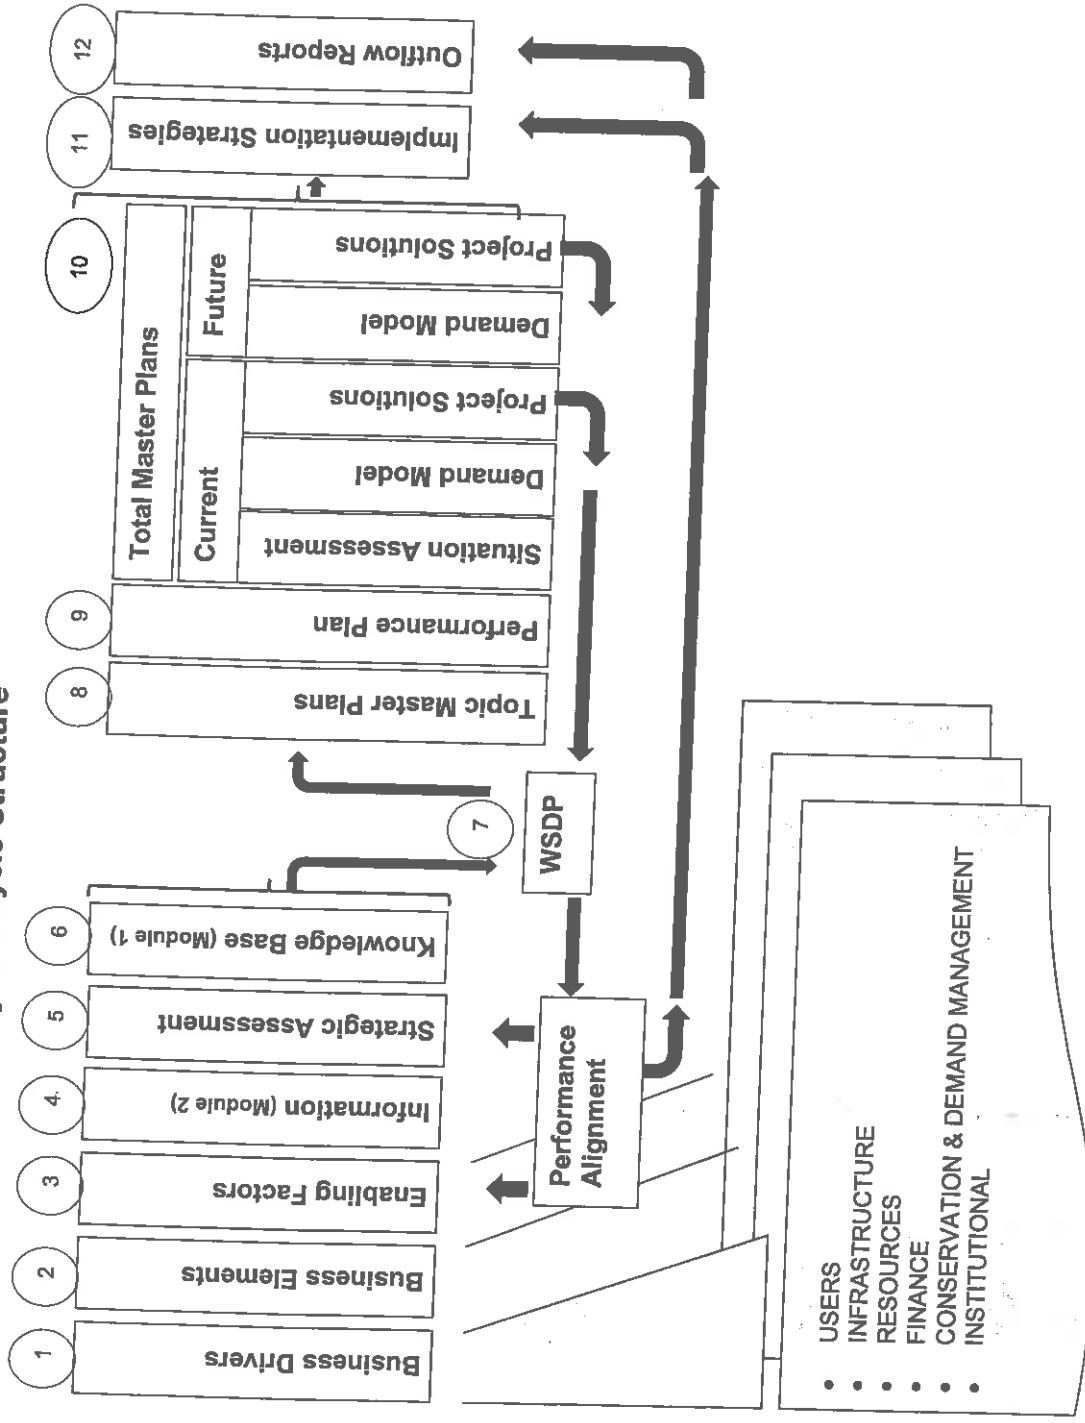 ycle Structure
1
2
3
4
5
6
7
8
9
10
11
12
Business Drivers
Business Elements
Enabling Factors
Information (Module 2)
Strategic Assessment
Knowledge Base (Module 1)
Topic Master Plans
Performance Plan
Total Master Plans
Current
Future
Situation Assessment
Demand Model
Project Solutions
Demand Model
Project Solutions
Implementation Strategies
Outflow Reports
Performance
Alignment
WSDP
• USERS
• INFRASTRUCTURE
• RESOURCES
• FINANCE
• CONSERVATION & DEMAND MANAGEMENT
• INSTITUTIONAL